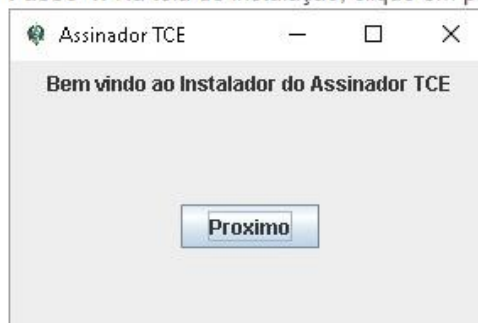 Assinador TCE
Bem vindo ao Instalador do Assinador TCE
Proximo